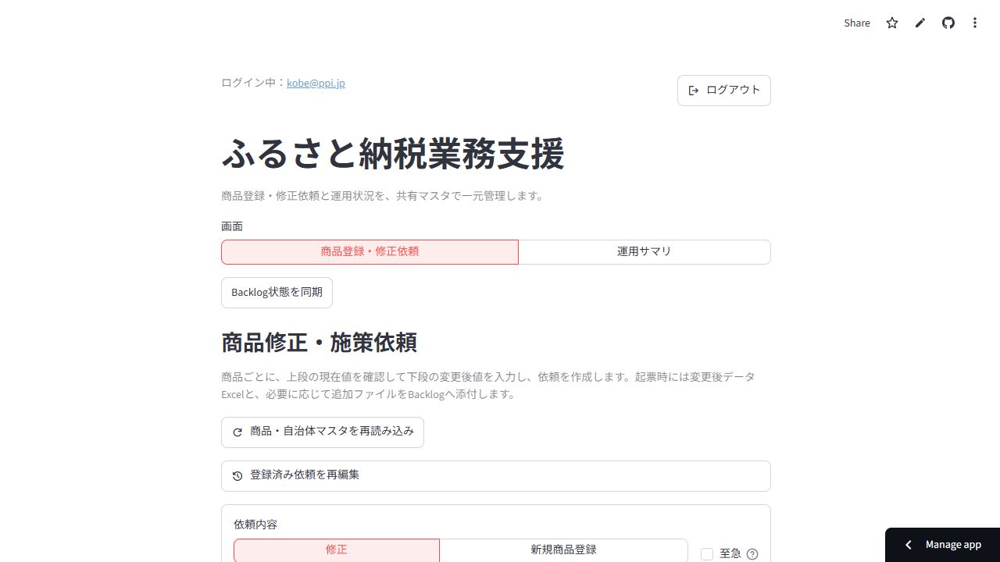 Share
ログイン中：kobe@ppi.jp
ログアウト
ふるさと納税業務支援
商品登録・修正依頼と運用状況を、共有マスタで一元管理します。
画面
商品登録・修正依頼
運用サマリ
Backlog状態を同期
商品修正・施策依頼
商品ごとに、上段の現在値を確認して下段の変更後値を入力し、依頼を作成します。起票時には変更後データ
Excelと、必要に応じて追加ファイルをBacklogへ添付します。
商品・自治体マスタを再読み込み
登録済み依頼を再編集
依頼内容
修正
新規商品登録
至急
Manage app